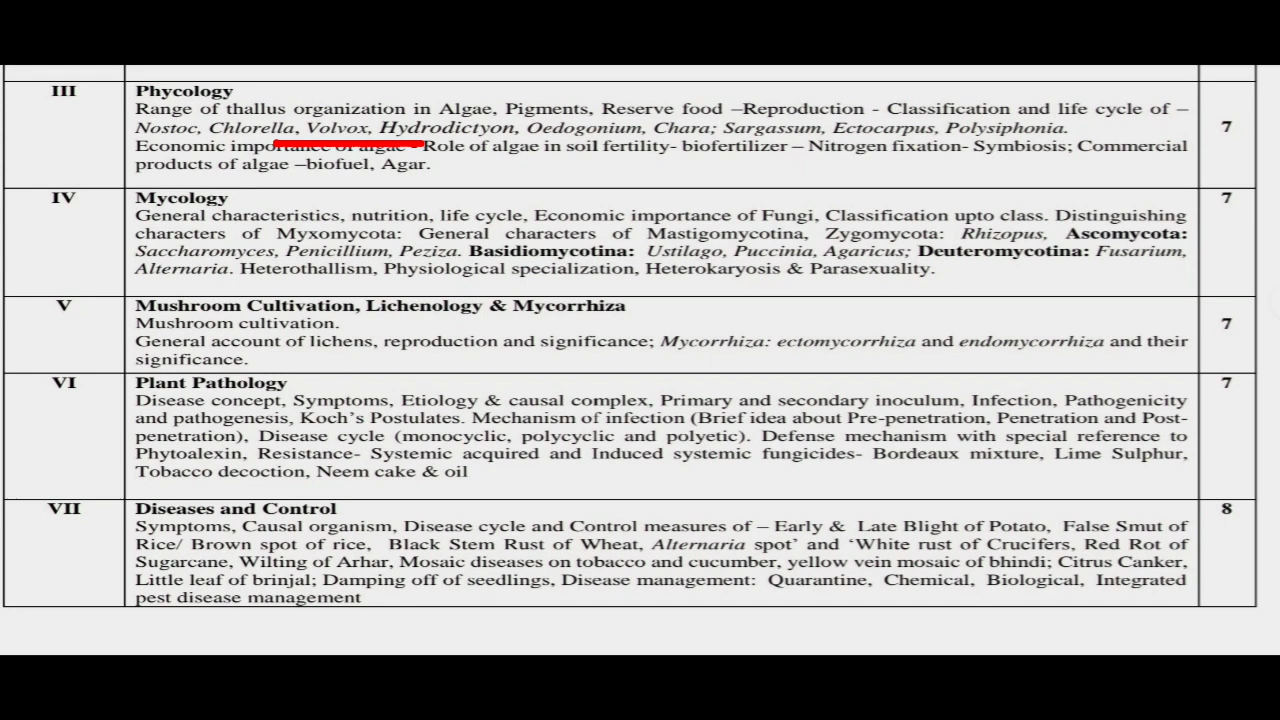 III
Phycology
Range of thallus organization in Algae, Pigments, Reserve food –Reproduction - Classification and life cycle of –
Nostoc, Chlorella, Volvox, Hydrodictyon, Oedogonium, Chara; Sargassum, Ectocarpus, Polysiphonia.
Economic importance of algae - Role of algae in soil fertility- biofertilizer – Nitrogen fixation- Symbiosis; Commercial
products of algae –biofuel, Agar.
7
IV
Mycology
General characteristics, nutrition, life cycle, Economic importance of Fungi, Classification upto class. Distinguishing
characters of Myxomycota: General characters of Mastigomycotina, Zygomycota: Rhizopus, Ascomycota:
Saccharomyces, Penicillium, Peziza. Basidiomycotina: Ustilago, Puccinia, Agaricus; Deuteromycotina: Fusarium,
Alternaria. Heterothallism, Physiological specialization, Heterokaryosis & Parasexuality.
7
V
Mushroom Cultivation, Lichenology & Mycorrhiza
Mushroom cultivation.
General account of lichens, reproduction and significance; Mycorrhiza: ectomycorrhiza and endomycorrhiza and their
significance.
7
VI
Plant Pathology
Disease concept, Symptoms, Etiology & causal complex, Primary and secondary inoculum, Infection, Pathogenicity
and pathogenesis, Koch's Postulates. Mechanism of infection (Brief idea about Pre-penetration, Penetration and Post-
penetration), Disease cycle (monocyclic, polycyclic and polyetic). Defense mechanism with special reference to
Phytoalexin, Resistance- Systemic acquired and Induced systemic fungicides- Bordeaux mixture, Lime Sulphur,
Tobacco decoction, Neem cake & oil
7
VII
Diseases and Control
Symptoms, Causal organism, Disease cycle and Control measures of – Early & Late Blight of Potato, False Smut of
Rice/ Brown spot of rice, Black Stem Rust of Wheat, Alternaria spot' and 'White rust of Crucifers, Red Rot of
Sugarcane, Wilting of Arhar, Mosaic diseases on tobacco and cucumber, yellow vein mosaic of bhindi; Citrus Canker,
Little leaf of brinjal; Damping off of seedlings, Disease management: Quarantine, Chemical, Biological, Integrated
pest disease management
8